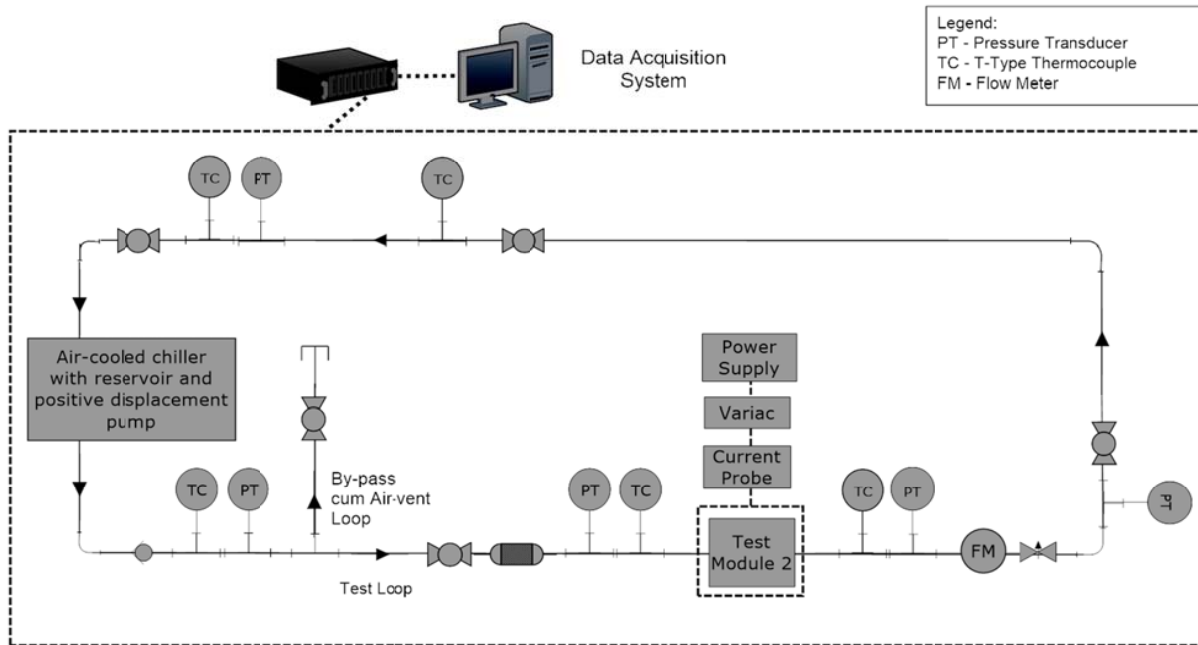 Legend:
PT - Pressure Transducer
TC - T-Type Thermocouple
FM - Flow Meter
Data Acquisition
System
TC
PT
TC
Air-cooled chiller
with reservoir and
positive displacement
pump
Power
Supply
Variac
Current
Probe
By-pass
cum Air-vent
Loop
TC
PT
PT
TC
TC
PT
PT
Test
Module 2
FM
Test Loop